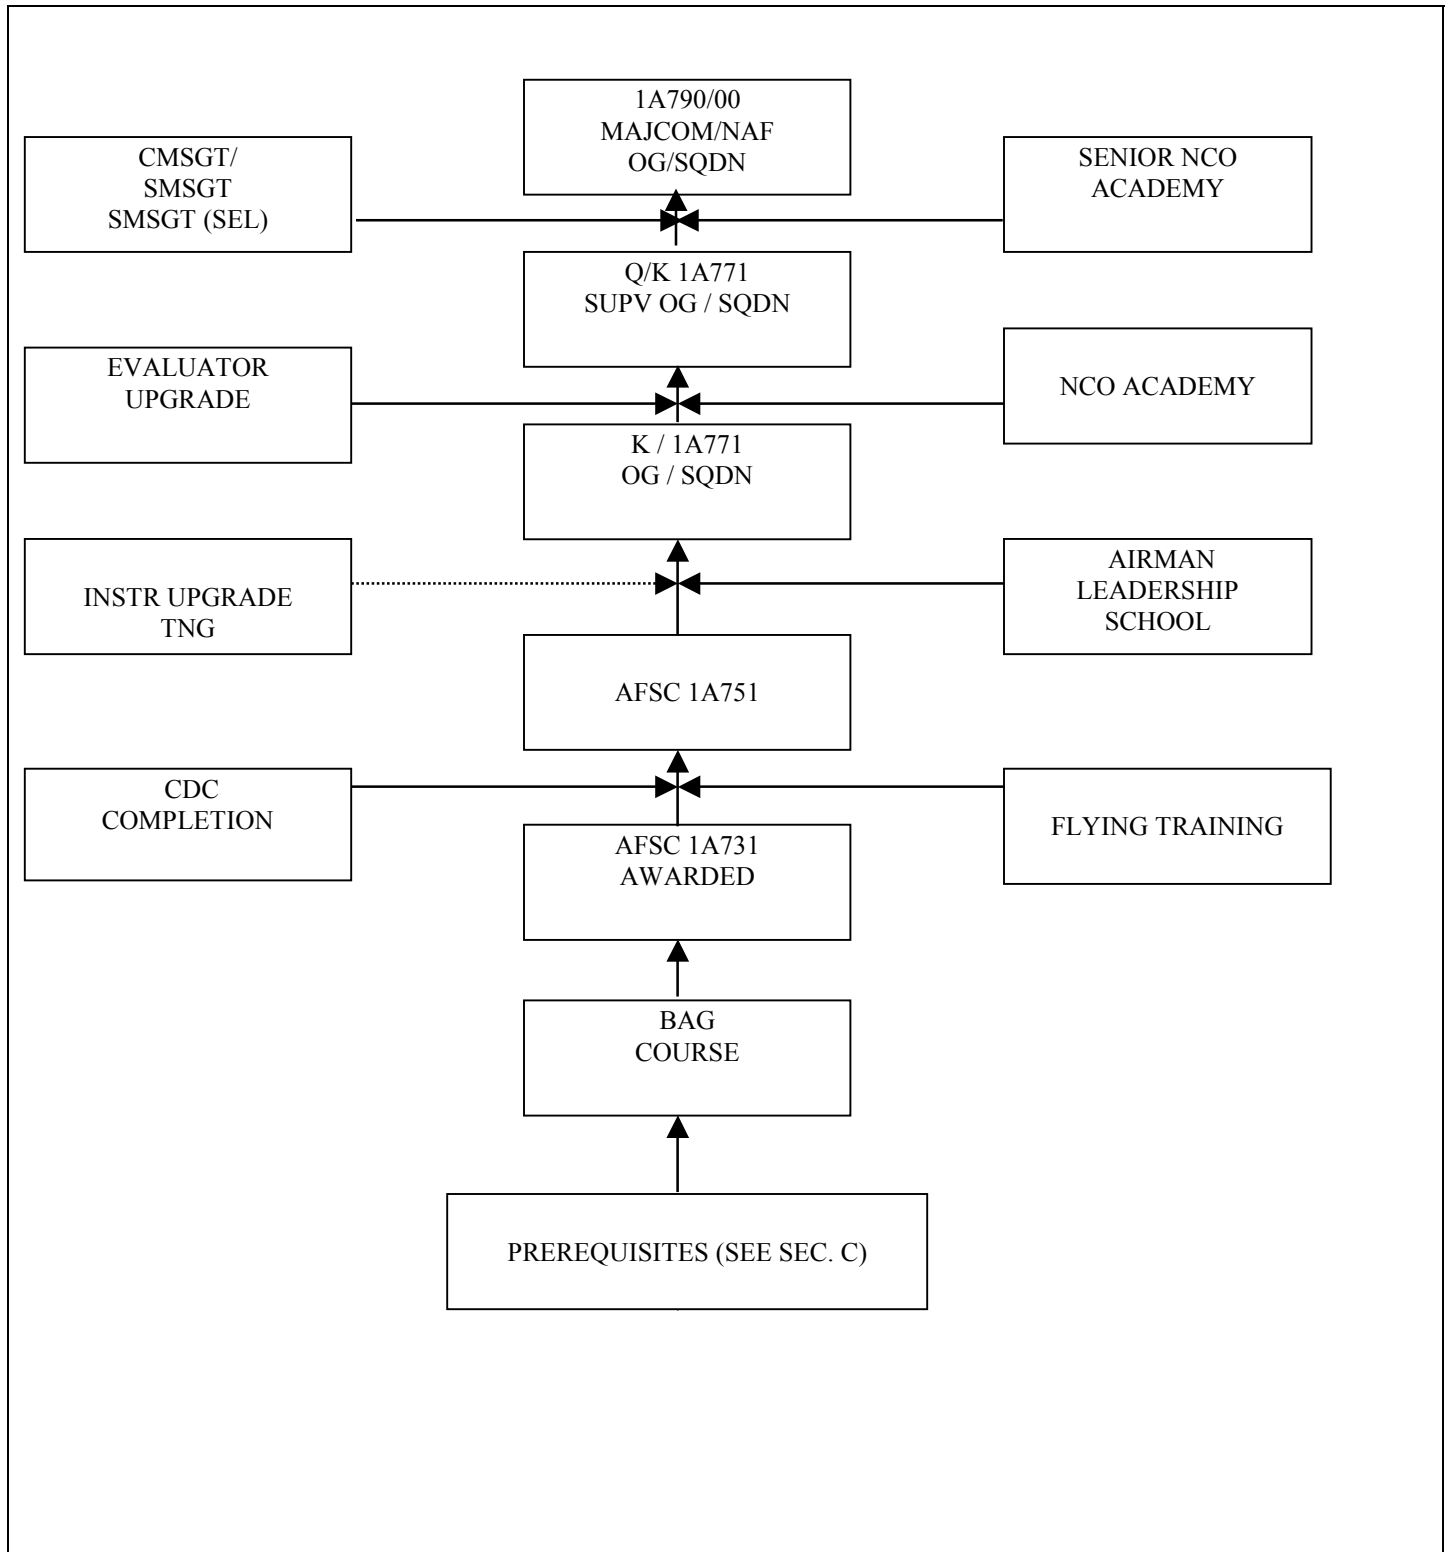 1A790/00
MAJCOM/NAF
OG/SQDN
CMSGT/
SMSGT
SMSGT (SEL)
SENIOR NCO
ACADEMY
Q/K 1A771
SUPV OG / SQDN
EVALUATOR
UPGRADE
NCO ACADEMY
K / 1A771
OG / SQDN
INSTR UPGRADE
TNG
AIRMAN
LEADERSHIP
SCHOOL
AFSC 1A751
CDC
COMPLETION
FLYING TRAINING
AFSC 1A731
AWARDED
BAG
COURSE
PREREQUISITES (SEE SEC. C)